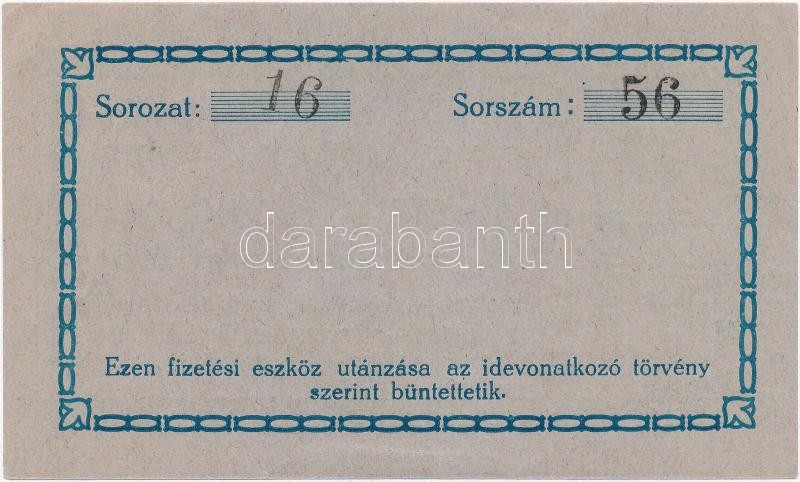 Sorozat: 16 Sorszám: 56
darabanth
Ezen fizetési eszköz utánzása az idevonatkozó törvény
szerint büntettetik.